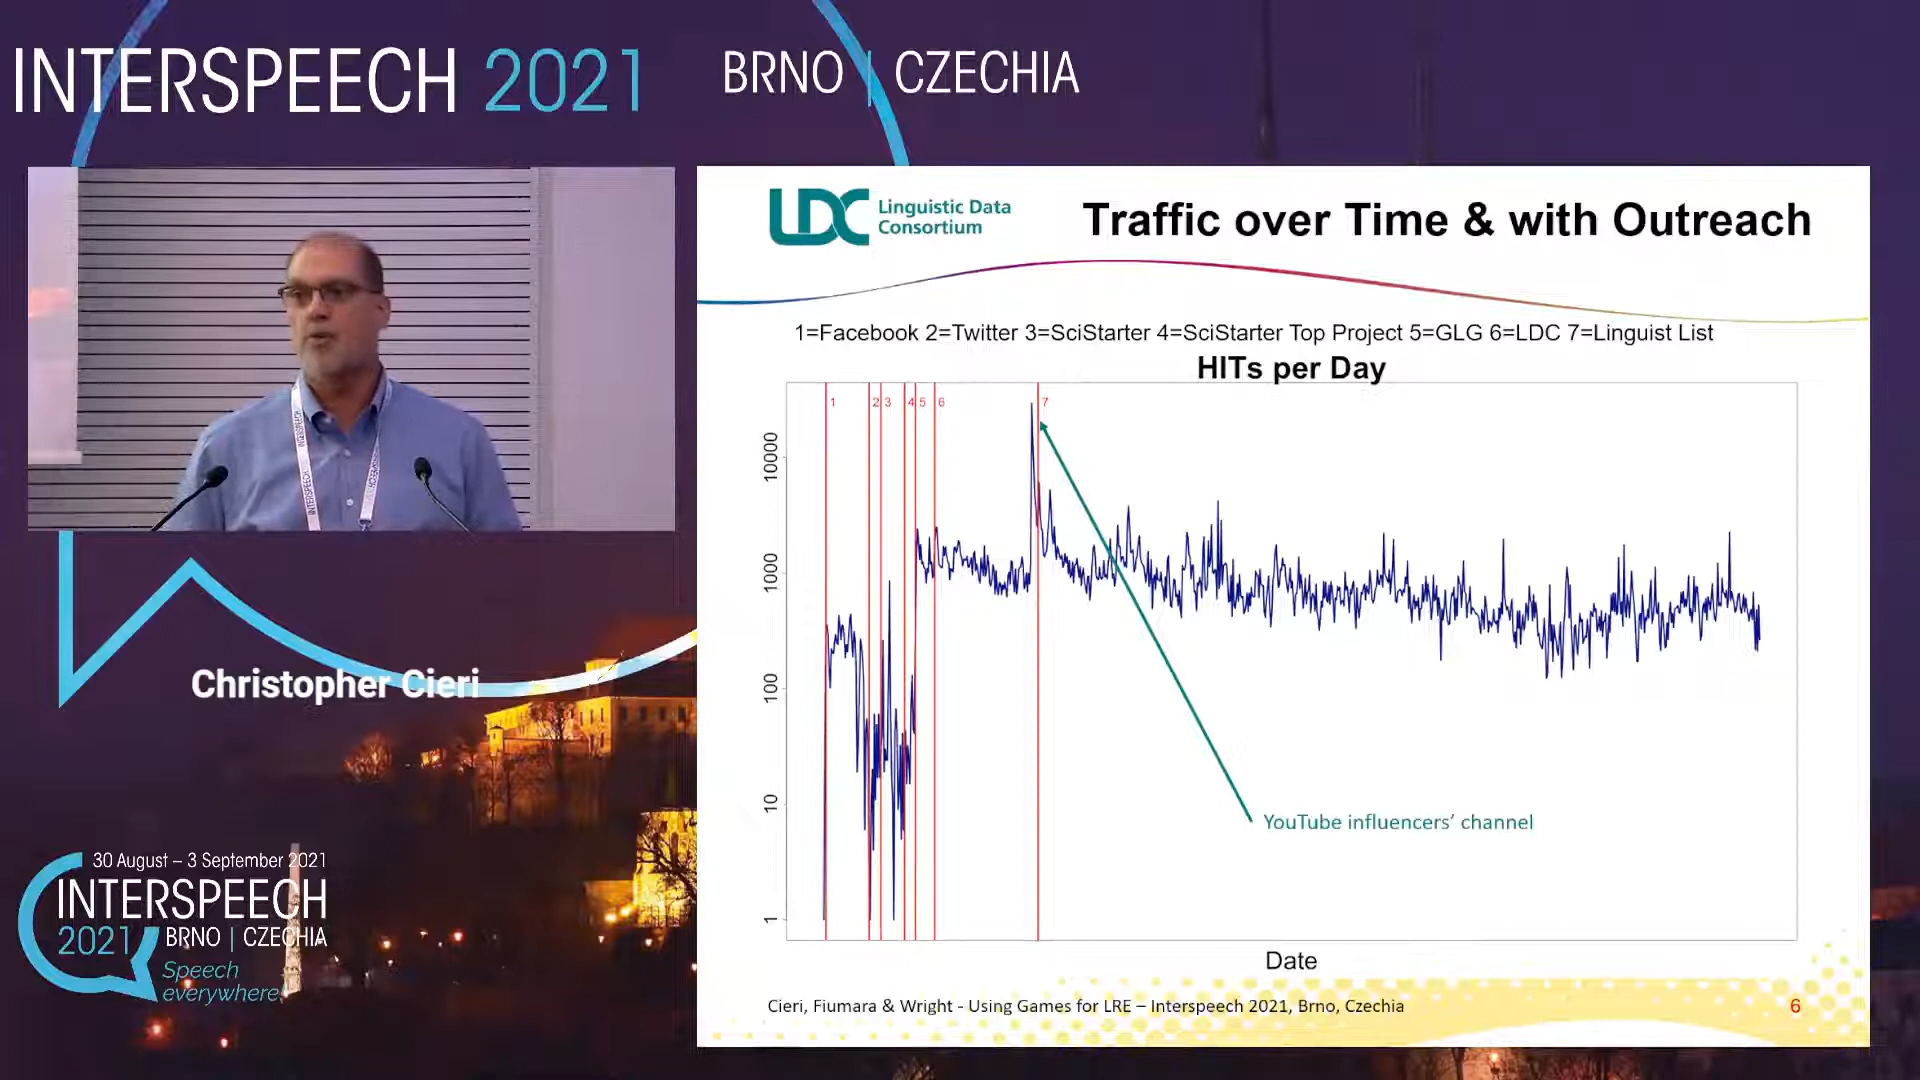 INTERSPEECH 2021
BRNO | CZECHIA
Christopher Cieri
30 August – 3 September 2021
INTERSPEECH
2021 BRNO | CZECHIA
Speech
everywhere!
LDC Linguistic Data
Consortium
Traffic over Time & with Outreach
1=Facebook 2=Twitter 3=SciStarter 4=SciStarter Top Project 5=GLG 6=LDC 7=Linguist List
HITs per Day
1 2 3 4 5 6 7
10000
1000
100
10
1
YouTube influencers’ channel
Date
Cieri, Fiumara & Wright - Using Games for LRE – Interspeech 2021, Brno, Czechia
6